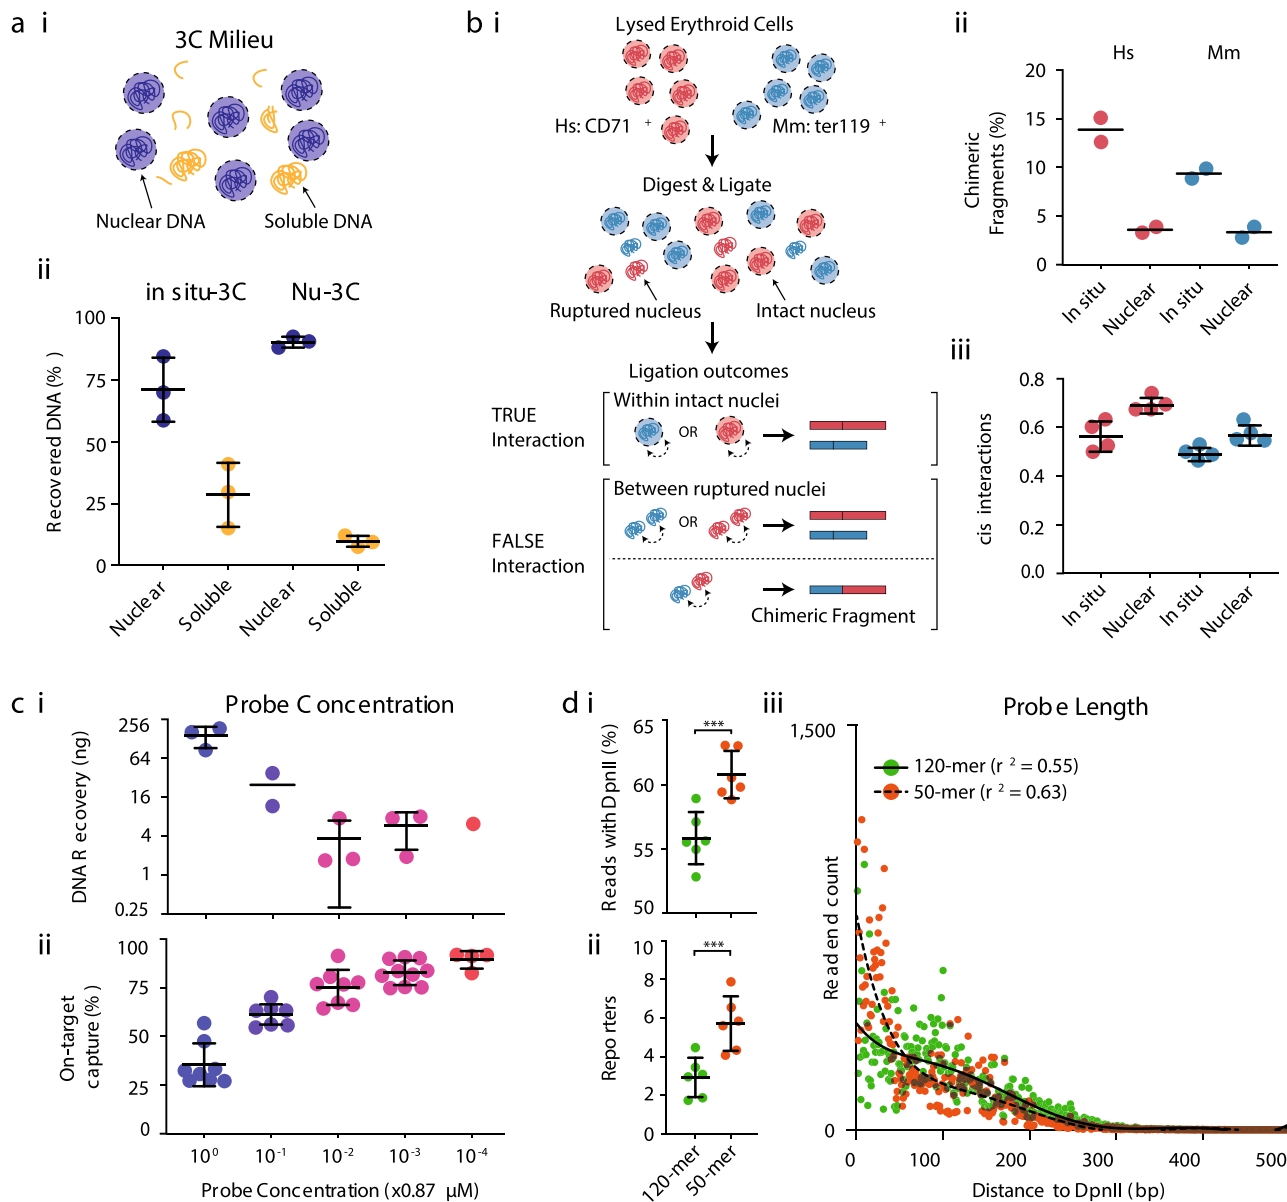 a i
3C Milieu
Nuclear DNA
Soluble DNA
ii
in situ-3C
Nu-3C
Recovered DNA (% )
100
75
50
25
0
Nuclear
Soluble
Nuclear
Soluble
b i
Lysed Erythroid Cells
Hs: CD71 +
Mm: ter119 +
Digest & Ligate
Ruptured nucleus
Intact nucleus
Ligation outcomes
TRUE
Interaction
Within intact nuclei
OR
FALSE
Interaction
Between ruptured nuclei
OR
Chimeric Fragment
ii
Hs
Mm
Chimeric
Fragments (%)
20
15
10
5
0
In situ
Nuclear
In situ
Nuclear
iii
cis interactions
0.8
0.6
0.4
0.2
0.0
In situ
Nuclear
In situ
Nuclear
c i
Probe Concentration
DNA Recovery (ng)
256
64
16
4
1
0.25
ii
On-target
capture (%)
100
75
50
25
0
10⁰
10⁻¹
10⁻²
10⁻³
10⁻⁴
Probe Concentration (x0.87 µM)
d i
Reads with DpnII (%)
65
60
55
50
***
ii
Reporters
10
8
6
4
2
0
***
120-mer
50-mer
iii
Probe Length
1,500
120-mer (r² = 0.55)
50-mer (r² = 0.63)
Read end count
0
0
100
200
300
400
500
Distance to DpnII (bp)